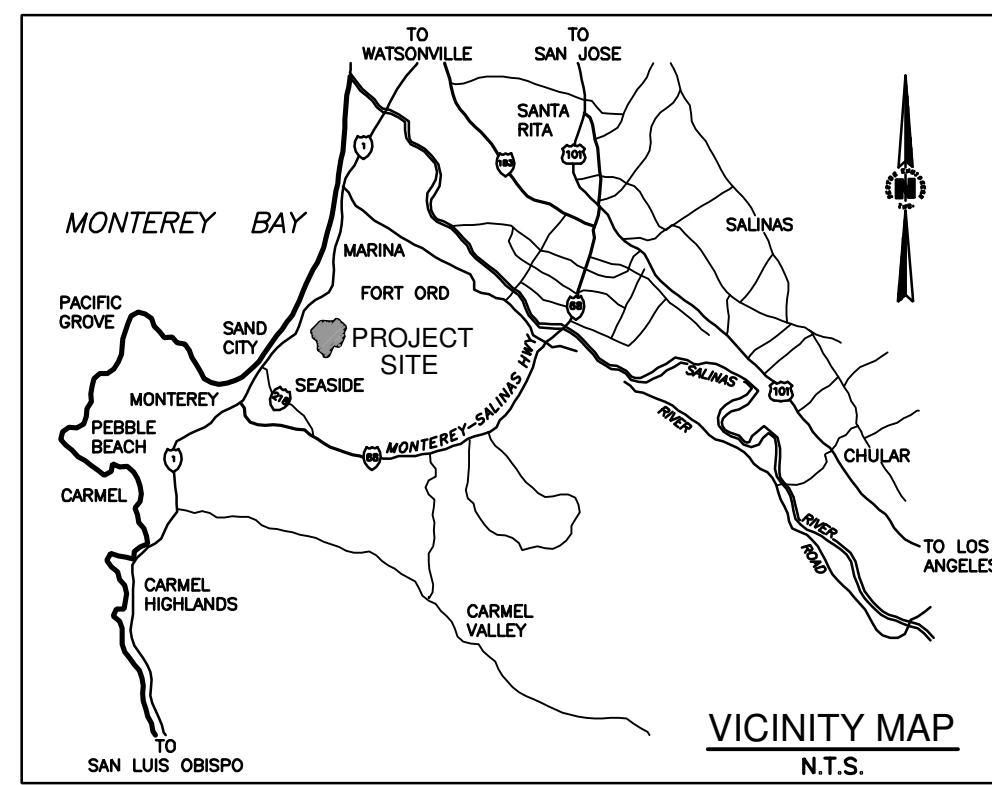 TO
WATSONVILLE
TO
SAN JOSE
SANTA
RITA
1
183
101
N
MONTEREY BAY
SALINAS
MARINA
FORT ORD
PACIFIC
GROVE
SAND
CITY
68
PROJECT
SITE
SEASIDE
218
MONTEREY
PEBBLE
BEACH
1
68
MONTEREY-SALINAS HWY
SALINAS
RIVER
101
CHULAR
CARMEL
RIVER
ROAD
TO LOS
ANGELES
CARMEL
HIGHLANDS
CARMEL
VALLEY
TO
SAN LUIS OBISPO
VICINITY MAP
N.T.S.